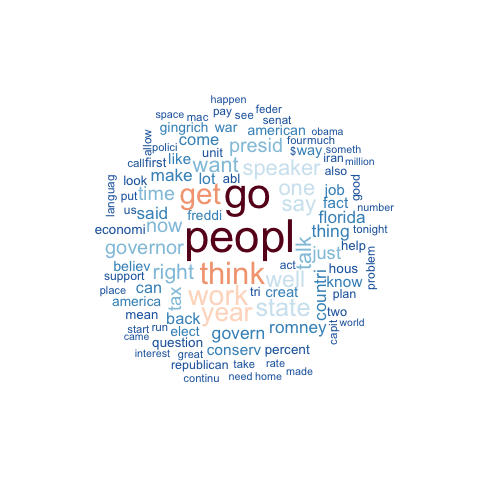 happen
space mac pay see feder
senat
gingrich war american obama
allow come presid fourmuch
polici $way someth
call first like unit want speaker iran million
look make lot abl one also good
languag put time get go say job
us said freddi fact number
economi now peopl talk florida tonight
governor thing
believ right think well just help problem
support can act hous know
place america tax work tri creat state countri plan
mean back year romney two
start run elect govern capit world
came question conserv percent
interest great republican take rate
continu need home made